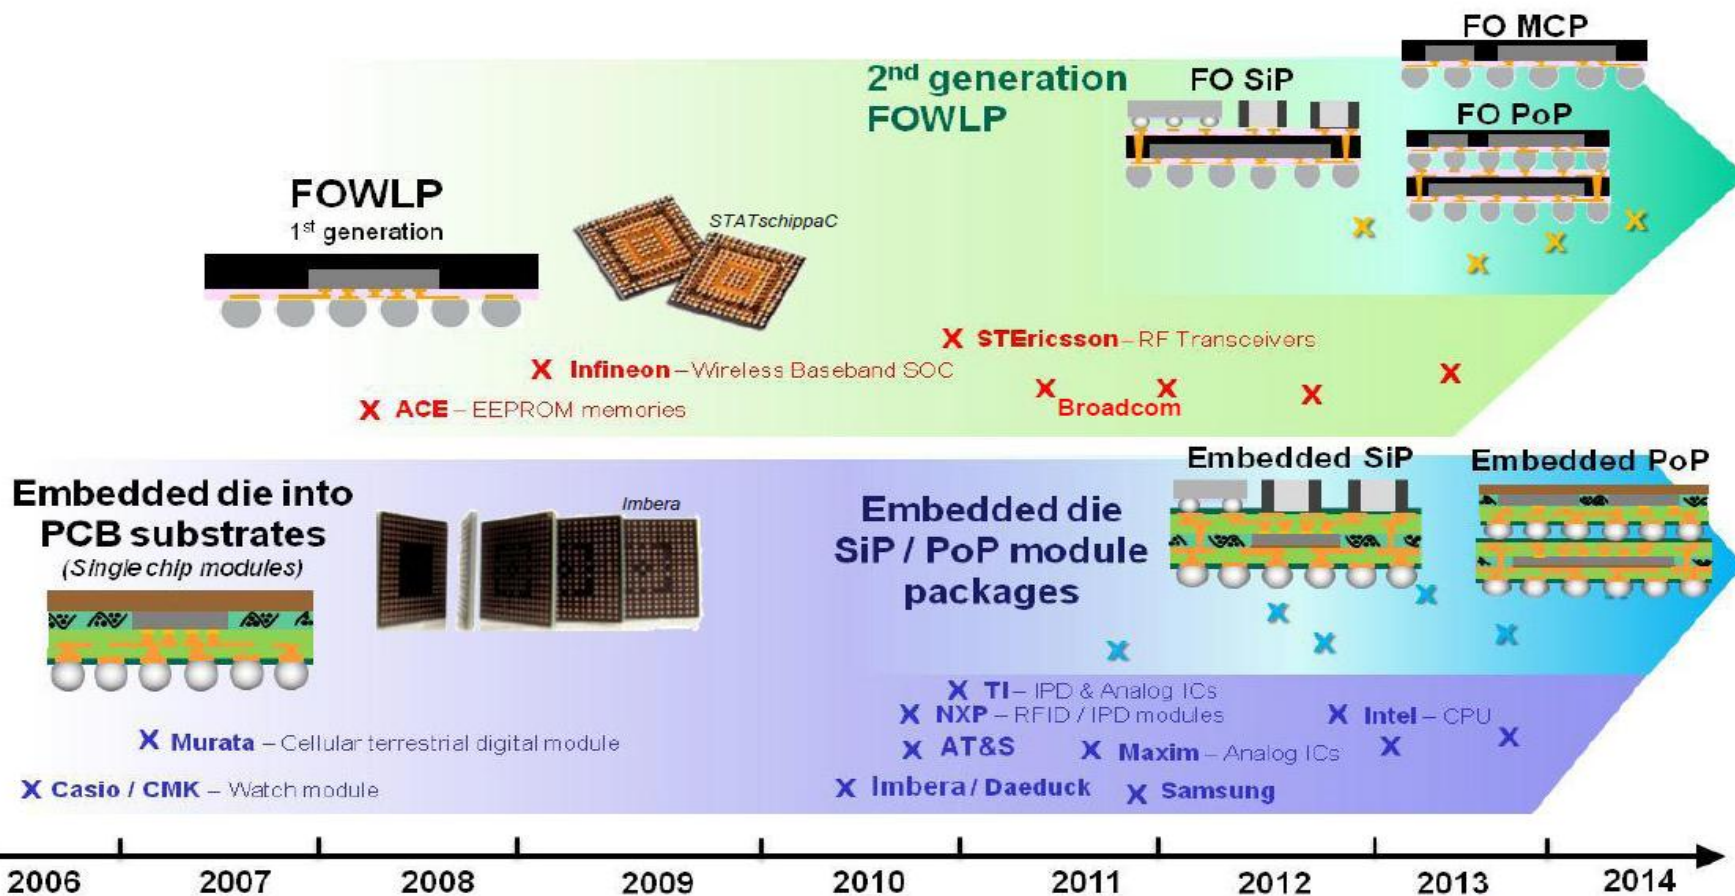 FO MCP
2nd generation
FOWLP
FO SiP
FO PoP
FOWLP
1st generation
STATschippaC
X STEricsson – RF Transceivers
X Infineon – Wireless Baseband SOC
X ACE – EEPROM memories
Broadcom
Embedded SiP
Embedded PoP
Embedded die into
PCB substrates
(Single chip modules)
Imbera
Embedded die
SiP / PoP module
packages
X TI – IPD & Analog ICs
X NXP – RFID / IPD modules
X Intel – CPU
X Murata – Cellular terrestrial digital module
X AT&S
X Maxim – Analog ICs
X Casio / CMK – Watch module
X Imbera / Daeduck
X Samsung
2006 2007 2008 2009 2010 2011 2012 2013 2014